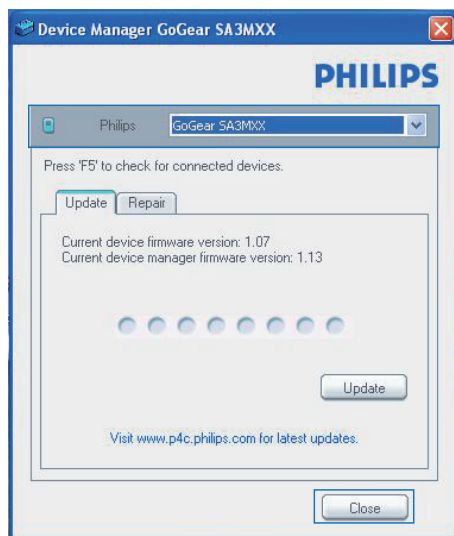 Device Manager GoGear SA3MXX
PHILIPS
Philips GoGear SA3MXX
Press 'F5' to check for connected devices.
Update Repair
Current device firmware version: 1.07
Current device manager firmware version: 1.13
Update
Visit www.p4c.philips.com for latest updates.
Close